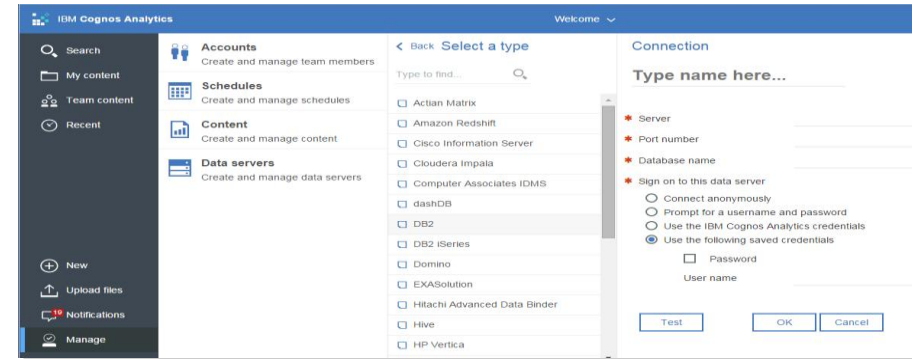 IBM Cognos Analytics
Welcome
Search
My content
Team content
Recent
New
Upload files
19
Notifications
Manage
Accounts
Create and manage team members
Schedules
Create and manage schedules
Content
Create and manage content
Data servers
Create and manage data servers
Back Select a type
Type to find...
Actian Matrix
Amazon Redshift
Cisco Information Server
Cloudera Impala
Computer Associates IDMS
dashDB
DB2
DB2 iSeries
Domino
EXASolution
Hitachi Advanced Data Binder
Hive
HP Vertica
Connection
Type name here...
* Server
* Port number
* Database name
* Sign on to this data server
Connect anonymously
Prompt for a username and password
Use the IBM Cognos Analytics credentials
Use the following saved credentials
Password
User name
Test OK Cancel